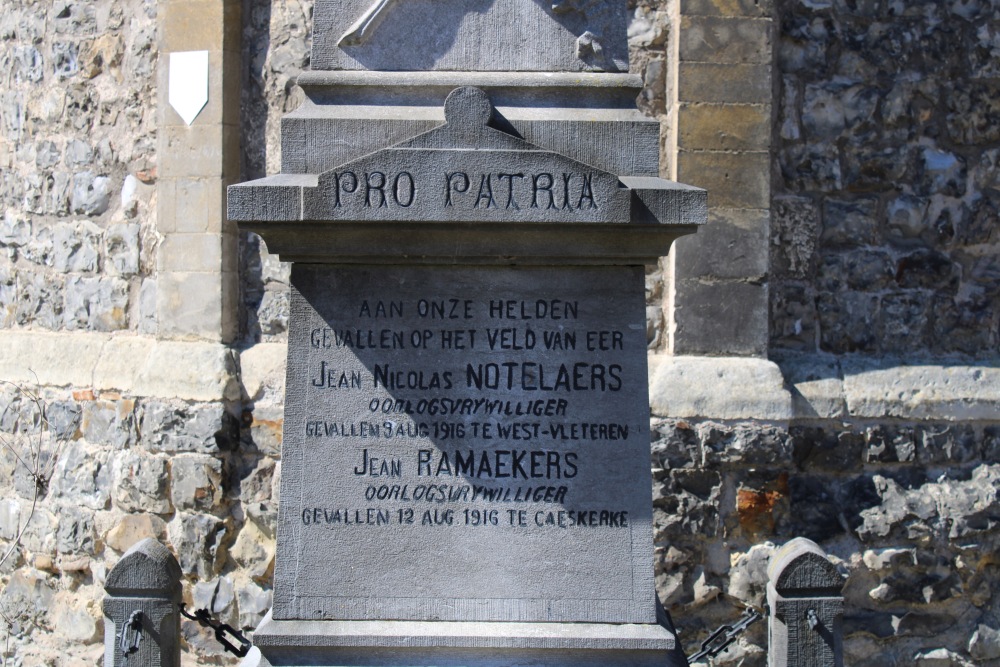 PRO PATRIA
AAN ONZE HELDEN
GEVALLEN OP HET VELD VAN EER
JEAN NICOLAS NOTELAERS
OORLOGSVRYWILLIGER
GEVALLEN 9 AUG 1916 TE WEST-VLETEREN
JEAN RAMAEKERS
OORLOGSVRYWILLIGER
GEVALLEN 12 AUG. 1916 TE CAESKERKE